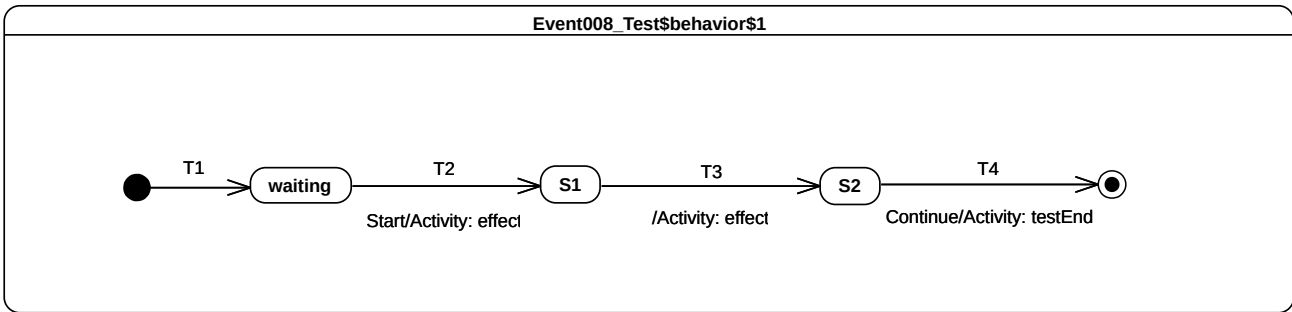 Event008_Test$behavior$1
T1
T2
T3
T4
waiting
S1
S2
Start/Activity: effect
/Activity: effect
Continue/Activity: testEnd